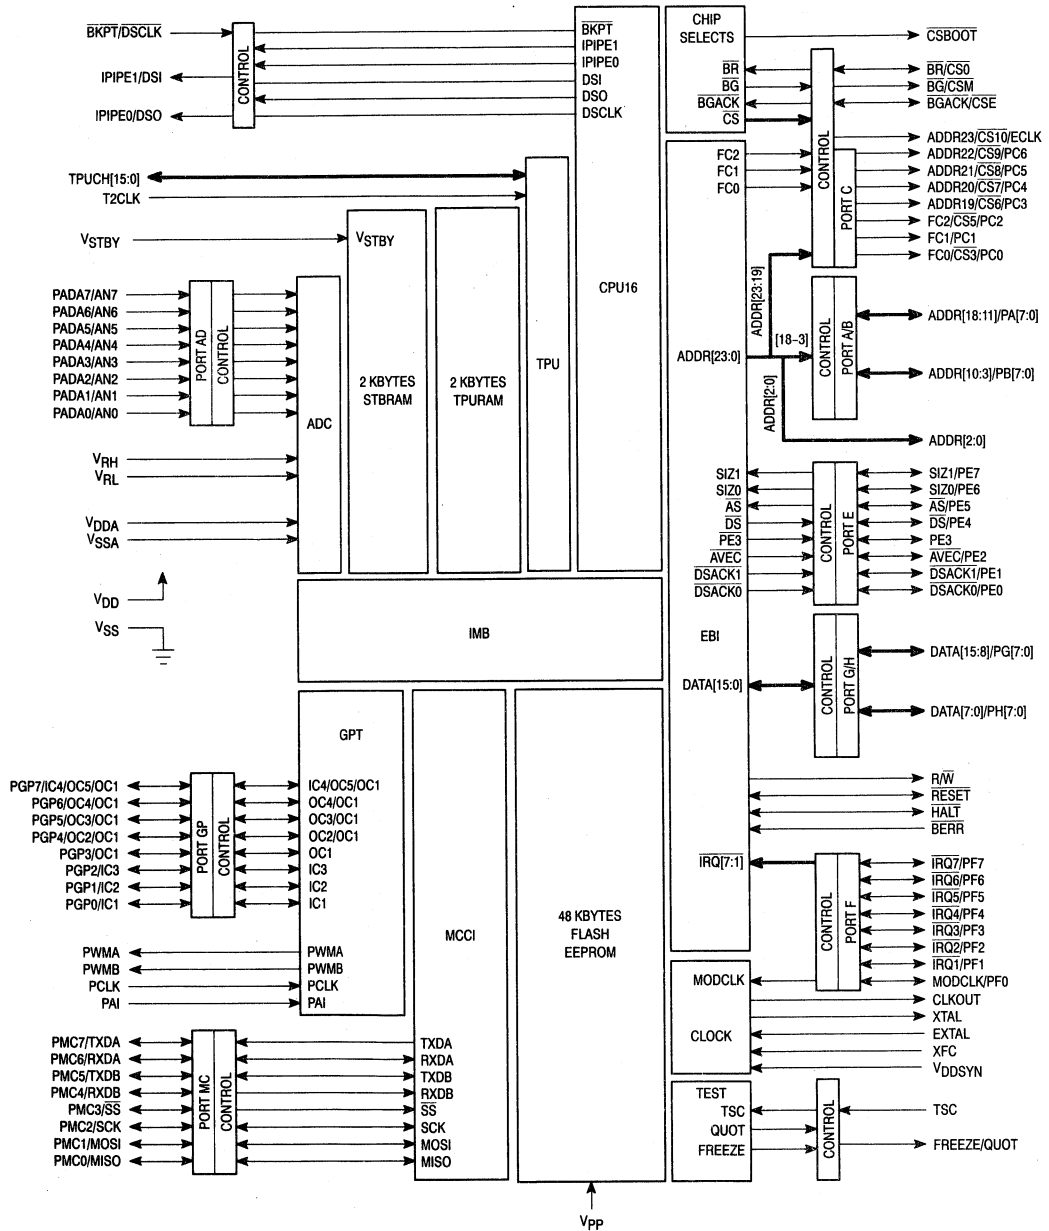 BKPT/DSCLK
IPIPE1/DSI
IPIPE0/DSO
CONTROL
BKPT
IPIPE1
IPIPE0
DSI
DSO
DSCLK
CPU16
CHIP
SELECTS
BR
BG
BGACK
CS
CSBOOT
BR/CS0
BG/CSM
BGACK/CSE
ADDR23/CS10/ECLK
ADDR22/CS9/PC6
ADDR21/CS8/PC5
ADDR20/CS7/PC4
ADDR19/CS6/PC3
FC2/CS5/PC2
FC1/PC1
FC0/CS3/PC0
CONTROL
PORT C
FC2
FC1
FC0
TPUCH[15:0]
T2CLK
TPU
VSTBY
VSTBY
2 KBYTES
STBRAM
2 KBYTES
TPURAM
PADA7/AN7
PADA6/AN6
PADA5/AN5
PADA4/AN4
PADA3/AN3
PADA2/AN2
PADA1/AN1
PADA0/AN0
PORT AD
CONTROL
ADC
VRH
VRL
VDDA
VSSA
VDD
VSS
ADDR[23:0]
ADDR[23:19]
[18–3]
ADDR[2:0]
CONTROL
PORT A/B
ADDR[18:11]/PA[7:0]
ADDR[10:3]/PB[7:0]
ADDR[2:0]
SIZ1
SIZ0
AS
DS
PE3
AVEC
DSACK1
DSACK0
CONTROL
PORT E
SIZ1/PE7
SIZ0/PE6
AS/PE5
DS/PE4
PE3
AVEC/PE2
DSACK1/PE1
DSACK0/PE0
IMB
EBI
DATA[15:0]
CONTROL
PORT G/H
DATA[15:8]/PG[7:0]
DATA[7:0]/PH[7:0]
GPT
PGP7/IC4/OC5/OC1
PGP6/OC4/OC1
PGP5/OC3/OC1
PGP4/OC2/OC1
PGP3/OC1
PGP2/IC3
PGP1/IC2
PGP0/IC1
PORT GP
CONTROL
IC4/OC5/OC1
OC4/OC1
OC3/OC1
OC2/OC1
OC1
IC3
IC2
IC1
PWMA
PWMB
PCLK
PAI
PWMA
PWMB
PCLK
PAI
MCCI
48 KBYTES
FLASH
EEPROM
R/W
RESET
HALT
BERR
IRQ[7:1]
CONTROL
PORT F
IRQ7/PF7
IRQ6/PF6
IRQ5/PF5
IRQ4/PF4
IRQ3/PF3
IRQ2/PF2
IRQ1/PF1
MODCLK/PF0
MODCLK
CLOCK
CLKOUT
XTAL
EXTAL
XFC
VDDSYN
PMC7/TXDA
PMC6/RXDA
PMC5/TXDB
PMC4/RXDB
PMC3/SS
PMC2/SCK
PMC1/MOSI
PMC0/MISO
PORT MC
CONTROL
TXDA
RXDA
TXDB
RXDB
SS
SCK
MOSI
MISO
TEST
TSC
QUOT
FREEZE
CONTROL
TSC
FREEZE/QUOT
VPP